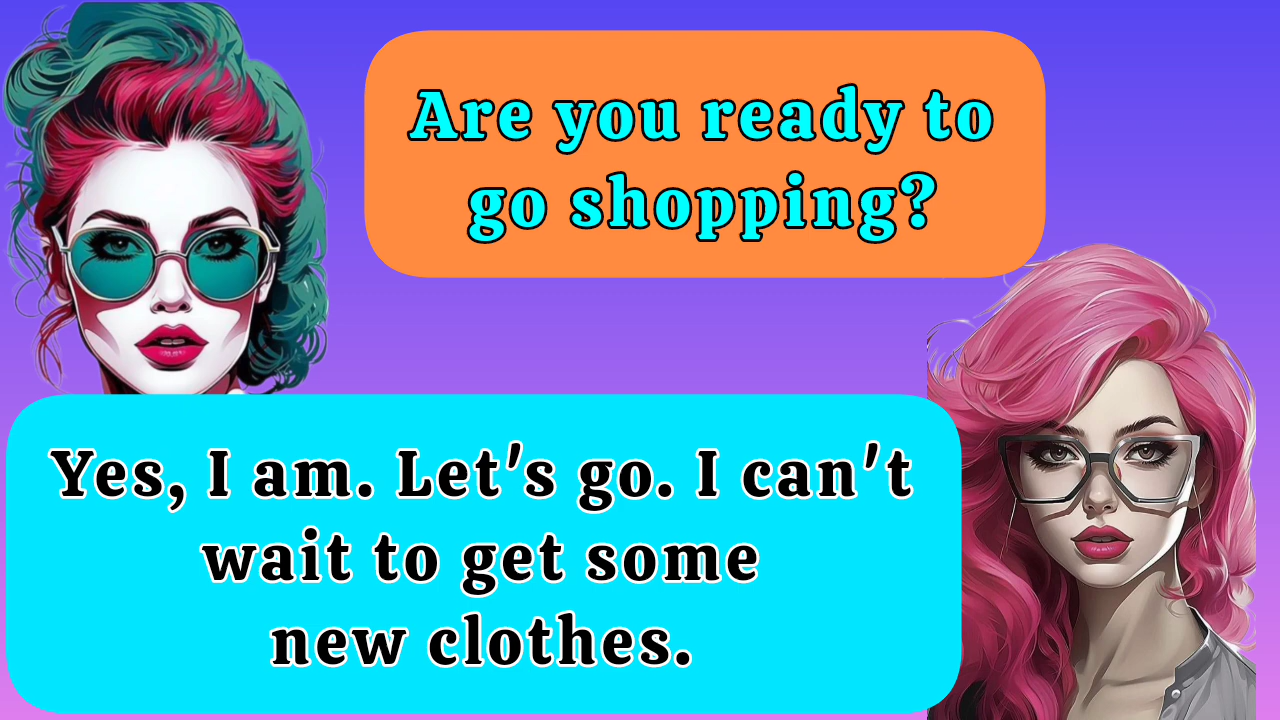 Are you ready to
go shopping?
Yes, I am. Let's go. I can't
wait to get some
new clothes.